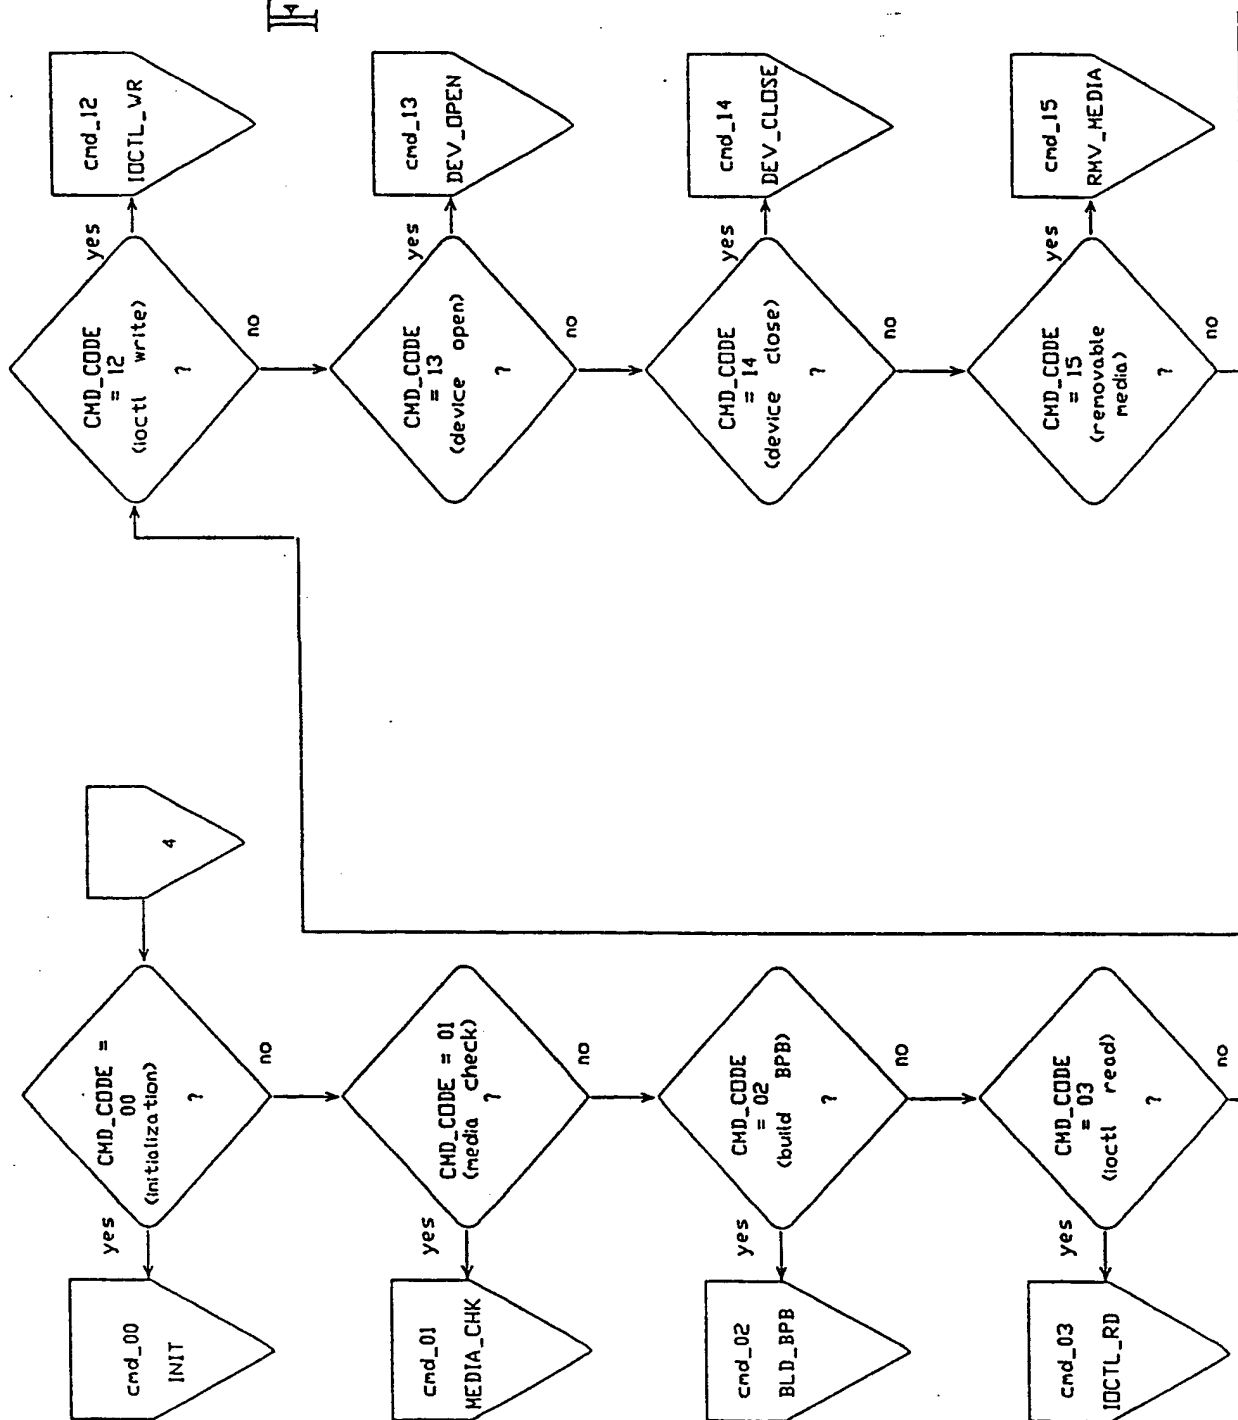 cmd_00
INIT
yes
CMD_CODE =
00
(initialization)
?
no
4
CMD_CODE
= 12
(ioctl write)
?
no
yes
cmd_12
IOCTL_WR
F
cmd_01
MEDIA_CHK
yes
CMD_CODE = 01
(media check)
?
no
CMD_CODE
= 13
(device open)
?
no
yes
cmd_13
DEV_OPEN
cmd_02
BLD_BPB
yes
CMD_CODE
= 02
(build BPB)
?
no
CMD_CODE
= 14
(device close)
?
no
yes
cmd_14
DEV_CLOSE
cmd_03
IOCTL_RD
yes
CMD_CODE
= 03
(ioctl read)
?
no
CMD_CODE
= 15
(removable
media)
?
no
yes
cmd_15
RMV_MEDIA